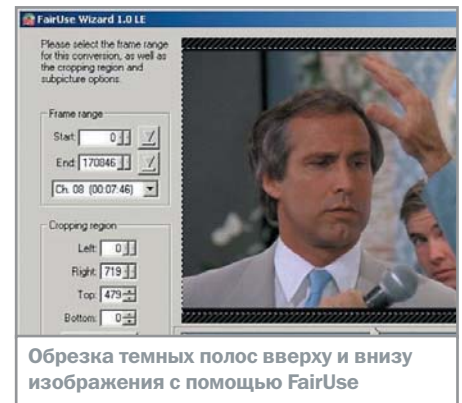 FairUse Wizard 1.0 LE
Please select the frame range
for this conversion, as well as
the cropping region and
subpicture options.
Frame range
Start: 0
End: 170846
Ch. 08 (00:07:46)
Cropping region
Left: 0
Right: 719
Top: 479
Bottom: 0
Обрезка темных полос вверху и внизу
изображения с помощью FairUse